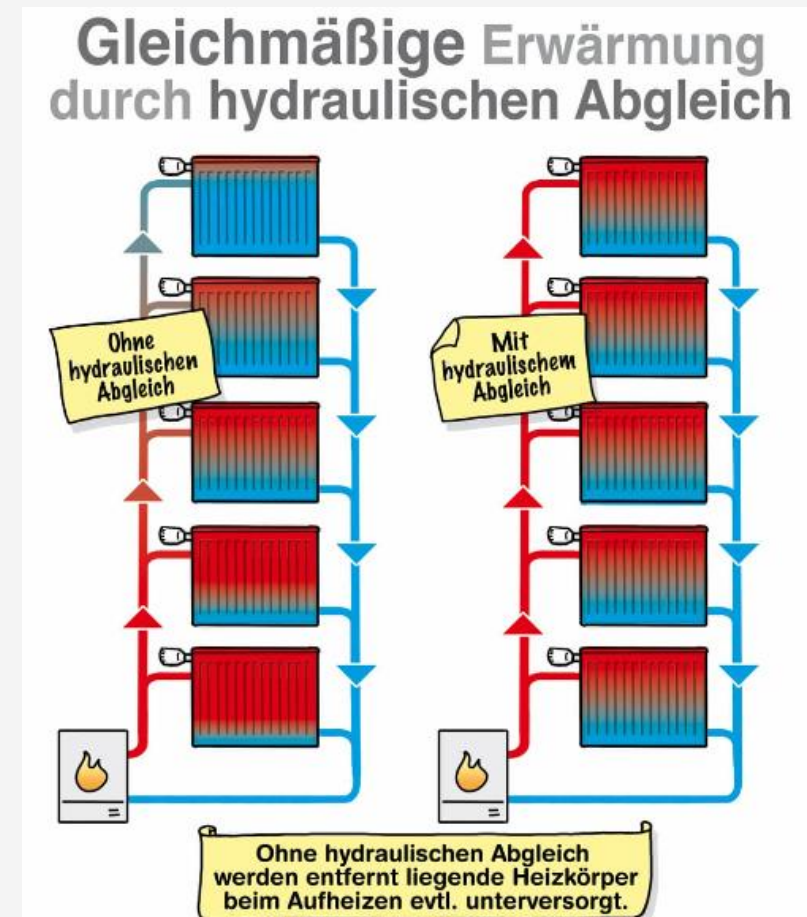 Gleichmäßige Erwärmung
durch hydraulischen Abgleich
Ohne
hydraulischen
Abgleich
Mit
hydraulischem
Abgleich
Ohne hydraulischen Abgleich
werden entfernt liegende Heizkörper
beim Aufheizen evtl. unterversorgt.